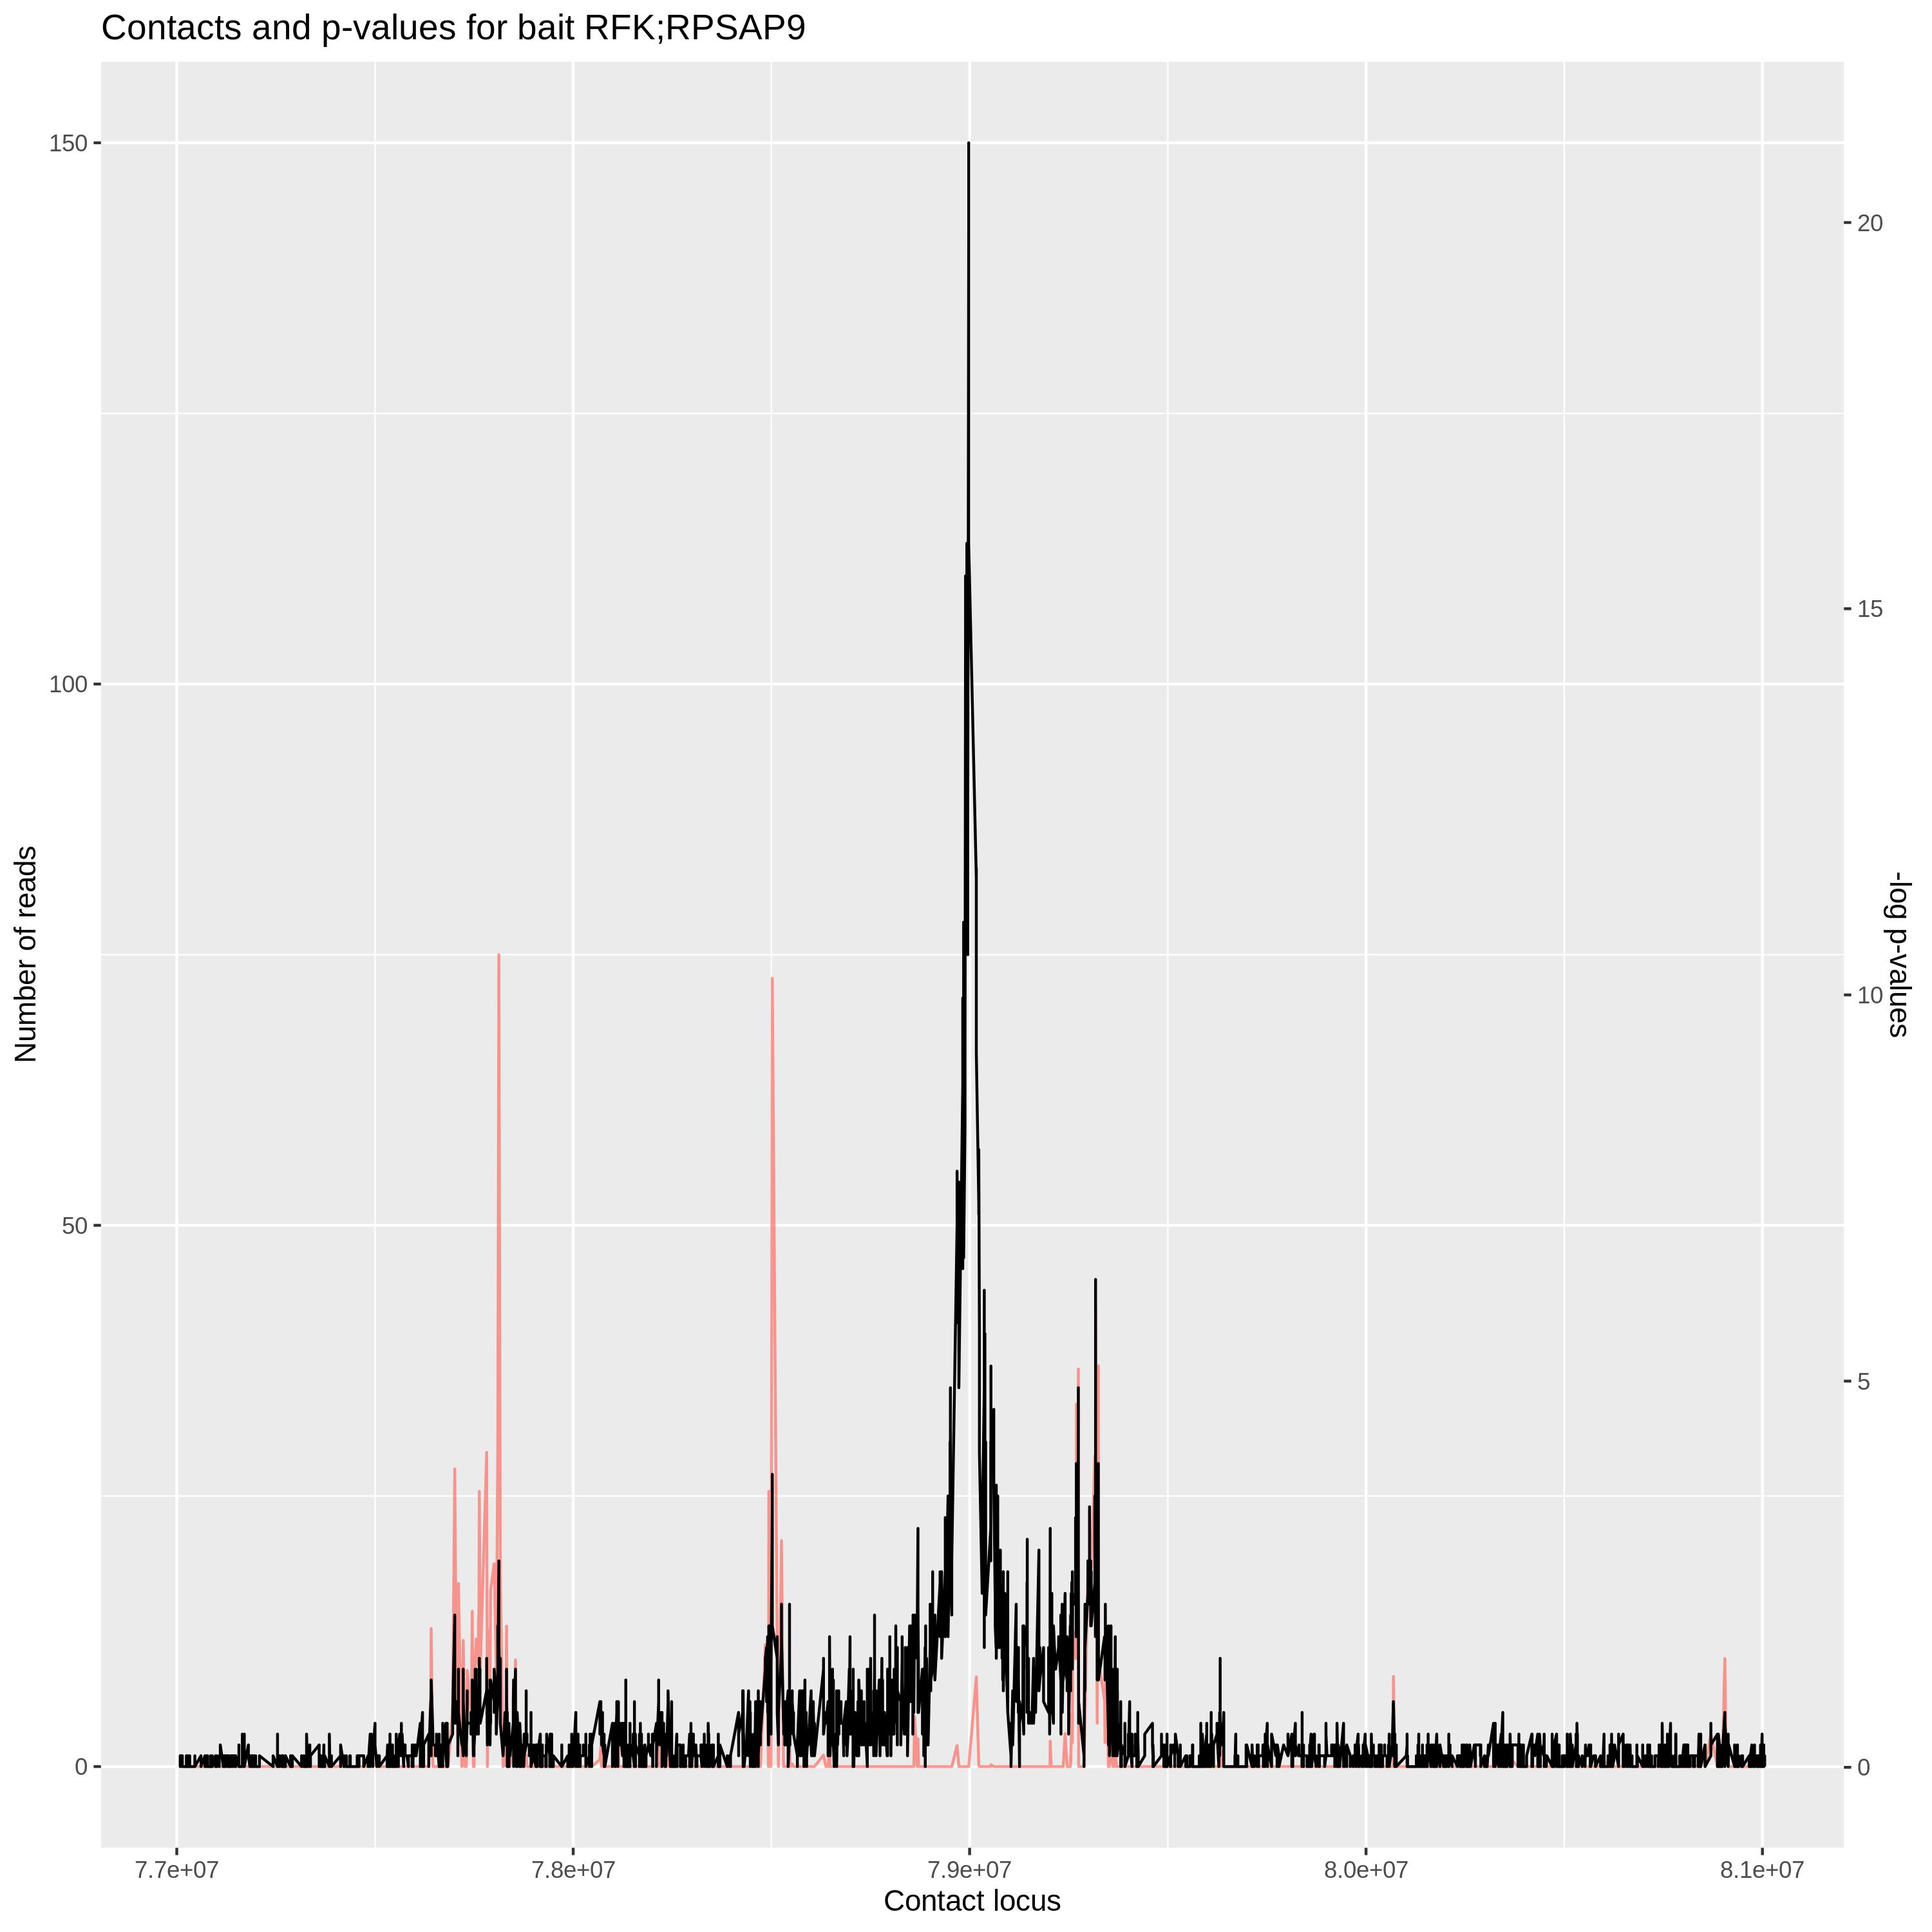 Contacts and p-values for bait RFK;RPSAP9
150
100
50
0
Number of reads
20
15
10
5
0
-log p-values
7.7e+07
7.8e+07
7.9e+07
8.0e+07
8.1e+07
Contact locus